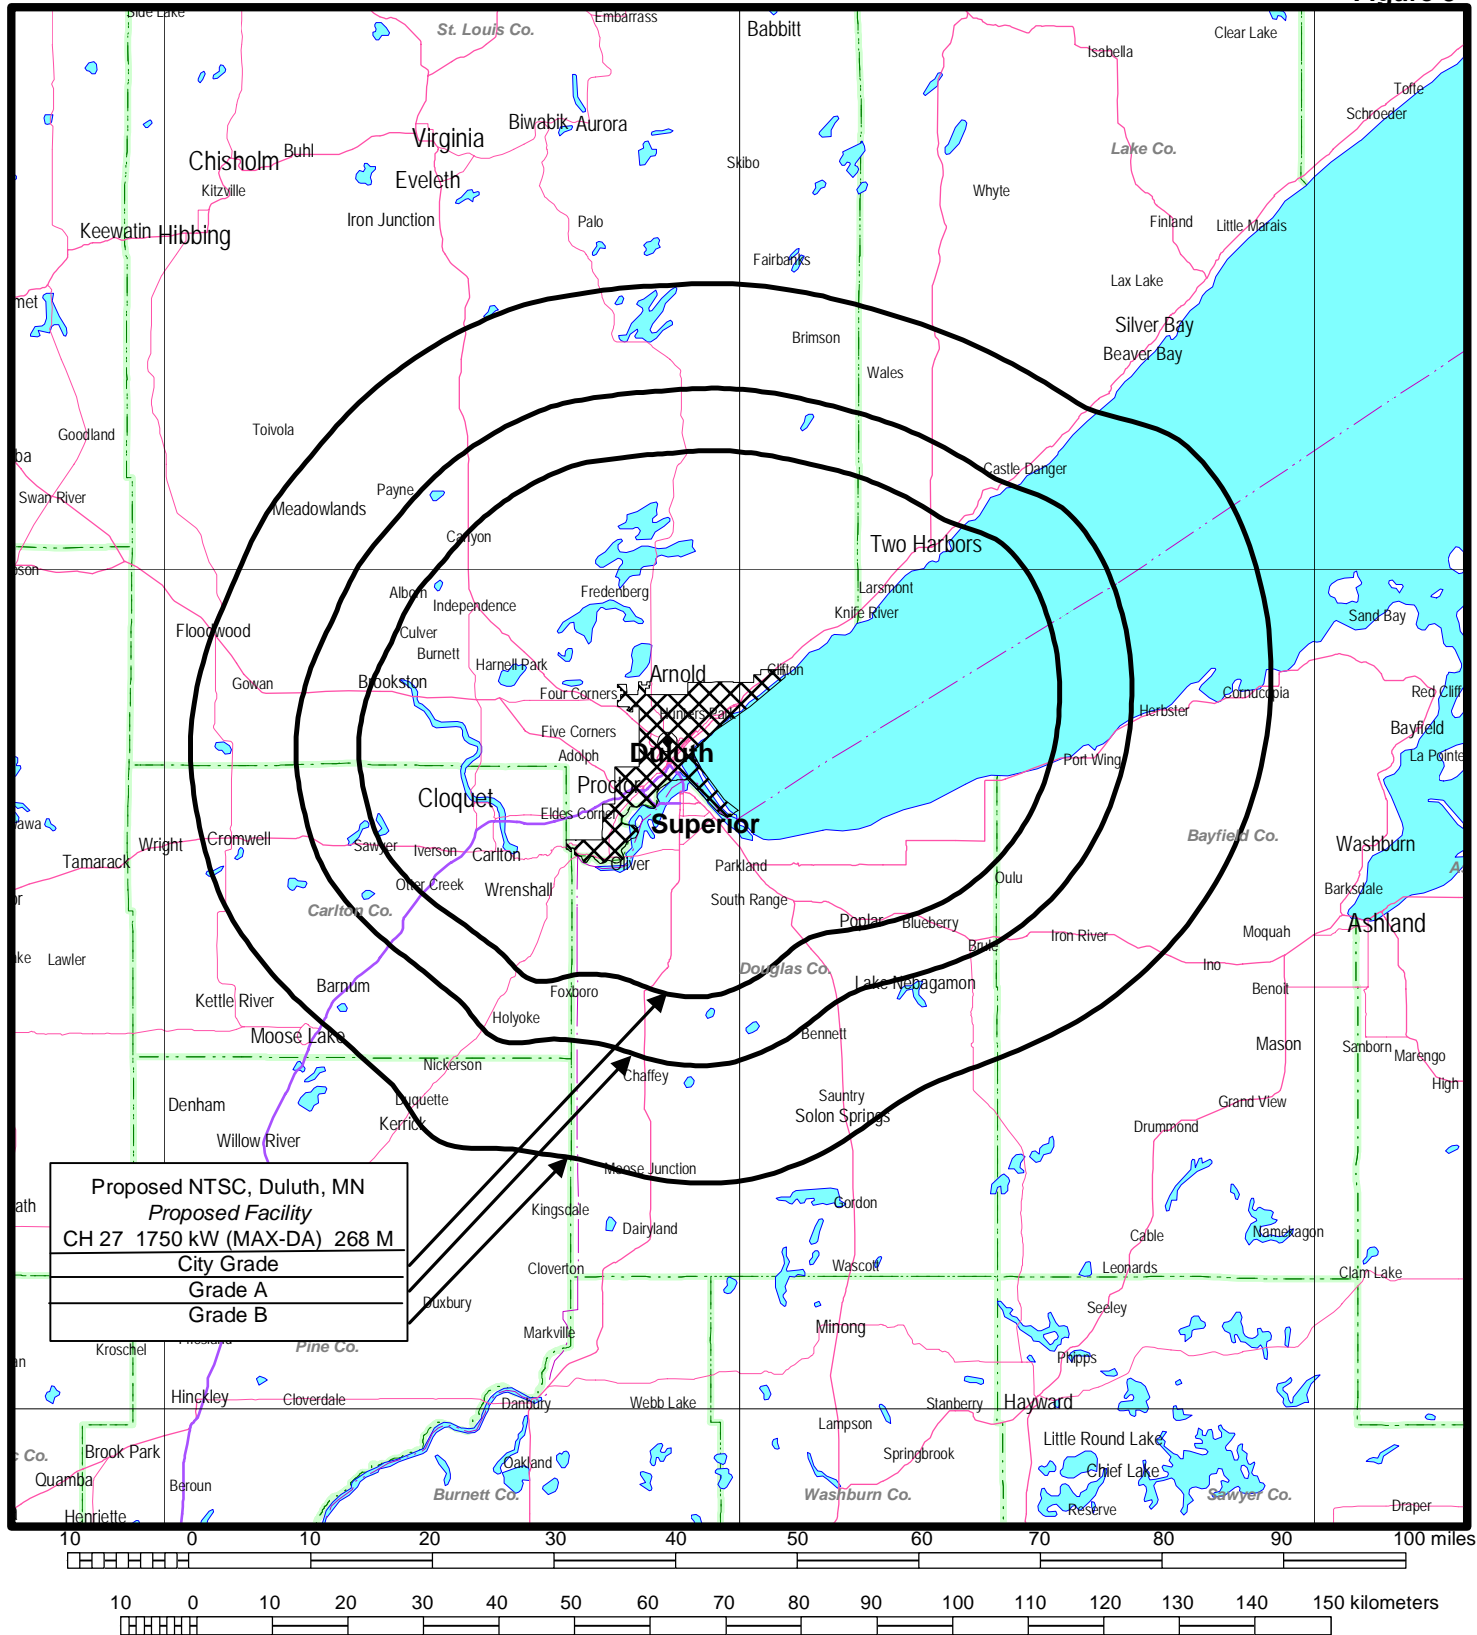 Side Lake
St. Louis Co.
Embarrass
Babbitt
Clear Lake
Isabella
Tofte
Schroeder
Virginia
Biwabik
Aurora
Chisholm
Buhl
Lake Co.
Skibo
Eveleth
Kitzville
Whyte
Iron Junction
Palo
Finland
Little Marais
Keewatin
Hibbing
Fairbanks
Lax Lake
met
Silver Bay
Brimson
Beaver Bay
Wales
Toivola
Goodland
ba
Castle Danger
Swan River
Payne
Meadowlands
Canyon
Two Harbors
son
Alborn
Fredenberg
Larsmont
Independence
Knife River
Sand Bay
Floodwood
Culver
Burnett
Harnell Park
Arnold
Clifton
Gowan
Brookston
Four Corners
Cornucopia
Red Cliff
Hunters Park
Herbster
Five Corners
Bayfield
Duluth
Adolph
Port Wing
La Pointe
Proctor
Cloquet
Eldes Corner
Superior
awa
Bayfield Co.
Wright
Cromwell
Sawyer
Iverson
Carlton
Washburn
Tamarack
Oliver
Parkland
Oulu
Otter Creek
Wrenshall
Barksdale
or
South Range
Carlton Co.
Poplar
Blueberry
Ashland
Iron River
Moquah
Brule
ke
Lawler
Douglas Co.
Ino
Barnum
Foxboro
Lake Nebagamon
Benoit
Kettle River
Holyoke
Moose Lake
Bennett
Mason
Sanborn
Marengo
Nickerson
Chaffey
High
Duquette
Sauntry
Denham
Solon Springs
Grand View
Kerrick
Drummond
Willow River
Moose Junction
Proposed NTSC, Duluth, MN
Proposed Facility
CH 27 1750 kW (MAX-DA) 268 M
City Grade
Grade A
Grade B
ath
Kingsdale
Gordon
Dairyland
Cable
Namekagon
Cloverton
Wascott
Leonards
Clam Lake
Duxbury
Seeley
Markville
Minong
Pine Co.
Kroschel
Phipps
an
Hinckley
Cloverdale
Danbury
Webb Lake
Stanberry
Hayward
Lampson
c Co.
Brook Park
Little Round Lake
Springbrook
Oakland
Chief Lake
Quamba
Beroun
Burnett Co.
Washburn Co.
Sawyer Co.
Reserve
Draper
Henriette
10 0 10 20 30 40 50 60 70 80 90 100 miles
10 0 10 20 30 40 50 60 70 80 90 100 110 120 130 140 150 kilometers